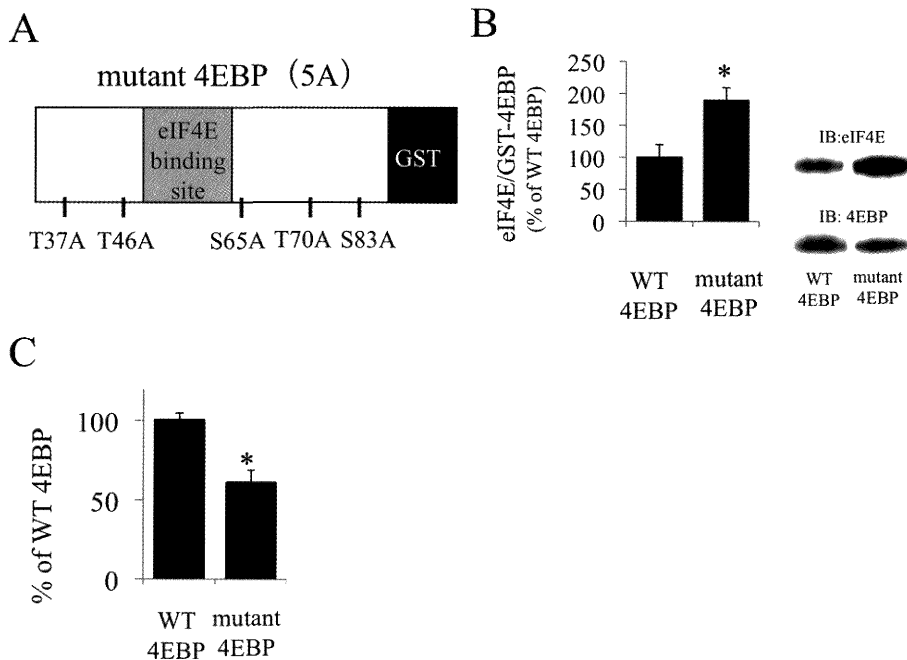 A
mutant 4EBP (5A)
eIF4E
binding
site
GST
T37A
T46A
S65A
T70A
S83A
B
eIF4E/GST-4EBP
(% of WT 4EBP)
250
200
150
100
50
0
*
WT
4EBP
mutant
4EBP
IB:eIF4E
IB: 4EBP
WT
4EBP
mutant
4EBP
C
% of WT 4EBP
100
50
0
*
WT
4EBP
mutant
4EBP